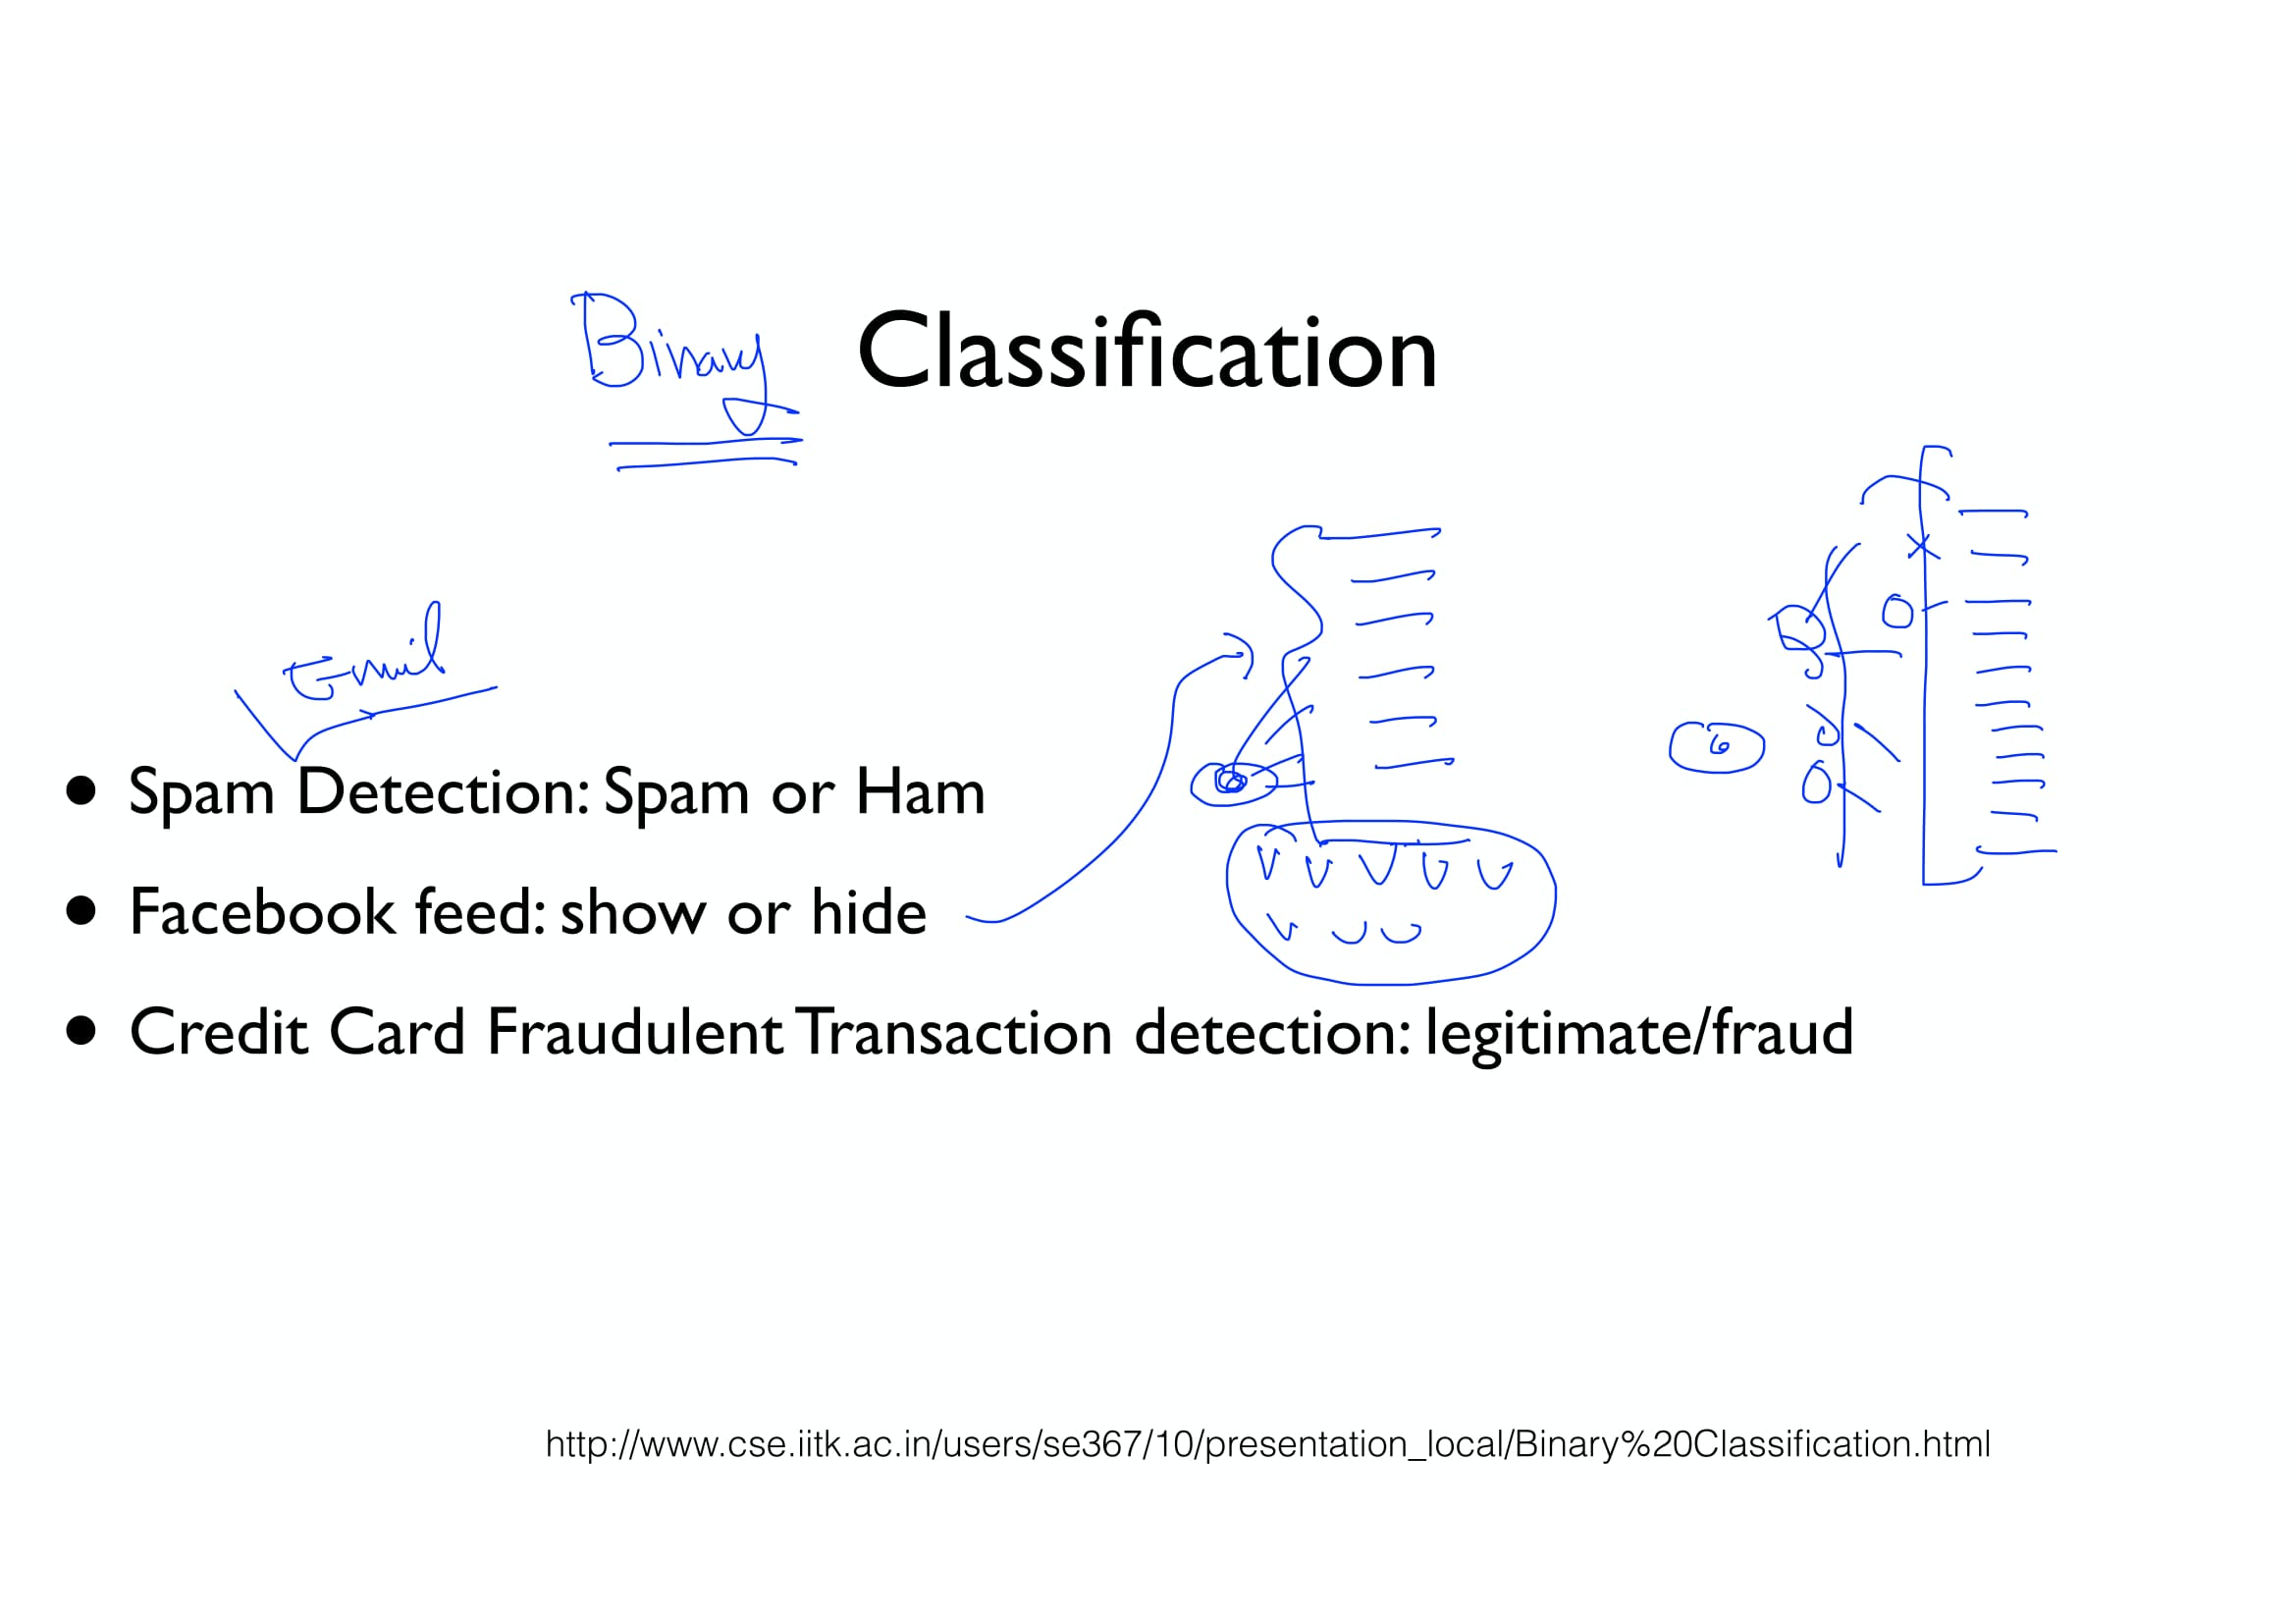 Binary Classification
Gmail
• Spam Detection: Spam or Ham
• Facebook feed: show or hide
• Credit Card Fraudulent Transaction detection: legitimate/fraud
http://www.cse.iitk.ac.in/users/se367/10/presentation_local/Binary%20Classification.html